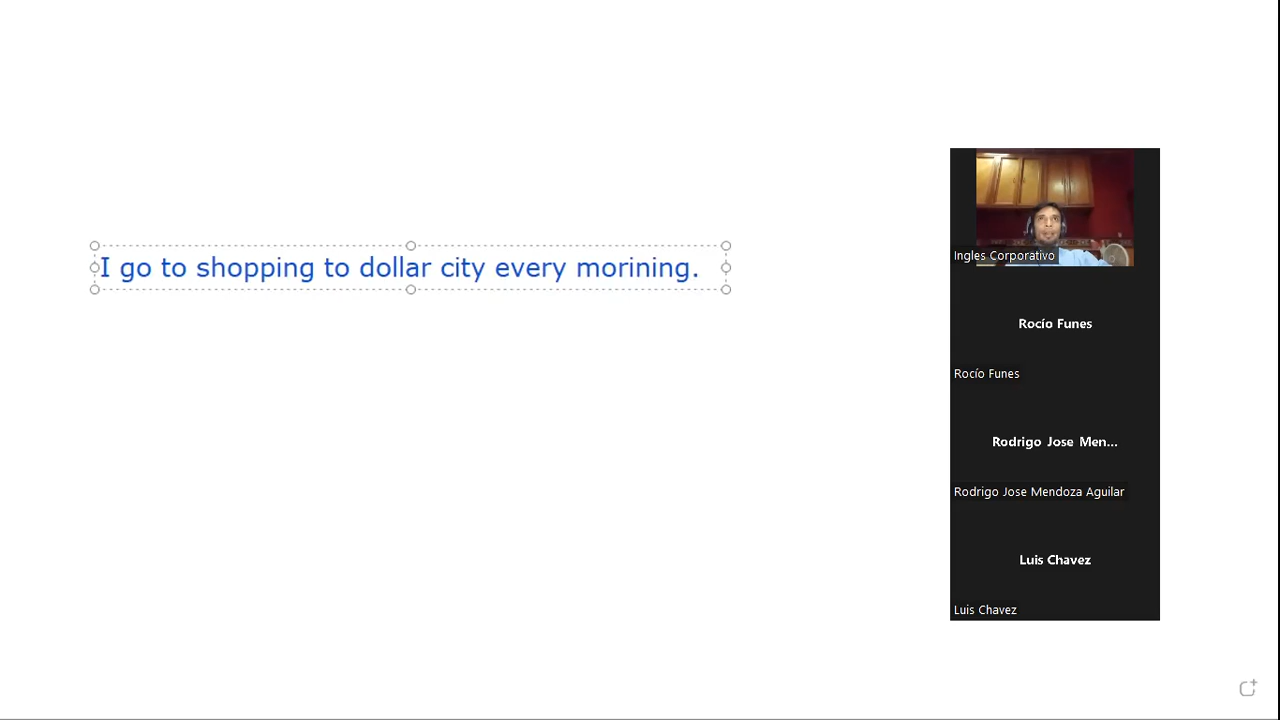 I go to shopping to dollar city every morining.
Ingles Corporativo
Rocío Funes
Rocío Funes
Rodrigo Jose Men...
Rodrigo Jose Mendoza Aguilar
Luis Chavez
Luis Chavez